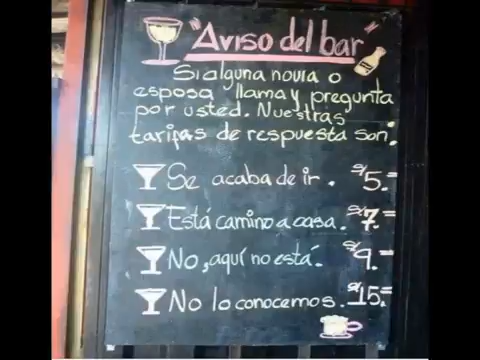 "Aviso del bar"
Si alguna novia o
esposa llama y pregunta
por usted. Nuestras
tarifas de respuesta son:
Se acaba de ir. S/5.=
Está camino a casa. S/7.=
No, aquí no está. S/9.=
No lo conocemos. S/15.=